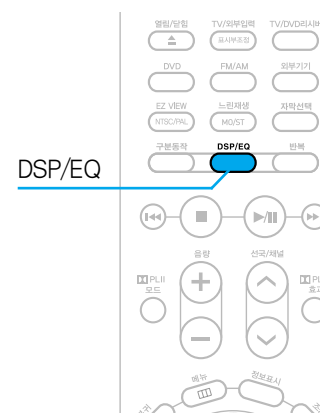 열림/닫힘 TV/외부입력 TV/DVD리시버
표시부조정
DVD FM/AM 외부기기
EZ VIEW 느린재생 자막선택
NTSC/PAL MO/ST
구분동작 DSP/EQ 반복
DSP/EQ
음량 선국/채널
PLII
모드
PLII
효과
메뉴 정보표시